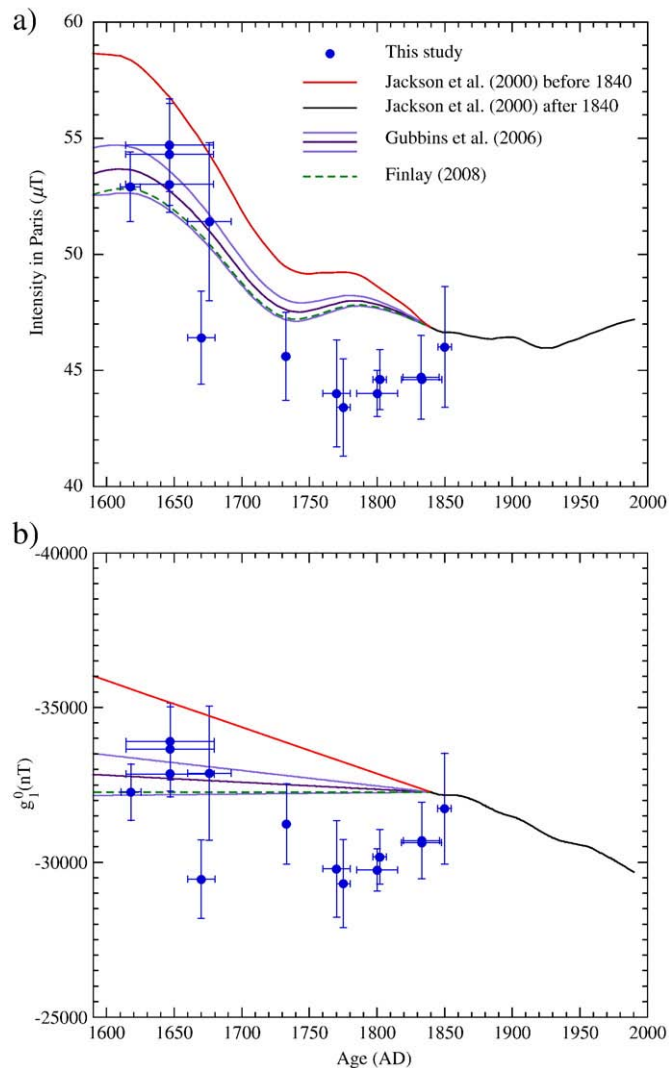 a)
60
55
50
45
40
Intensity in Paris (μT)
This study
Jackson et al. (2000) before 1840
Jackson et al. (2000) after 1840
Gubbins et al. (2006)
Finlay (2008)
1600 1650 1700 1750 1800 1850 1900 1950 2000
b)
-40000
-35000
-30000
-25000
g₁⁰(nT)
1600 1650 1700 1750 1800 1850 1900 1950 2000
Age (AD)